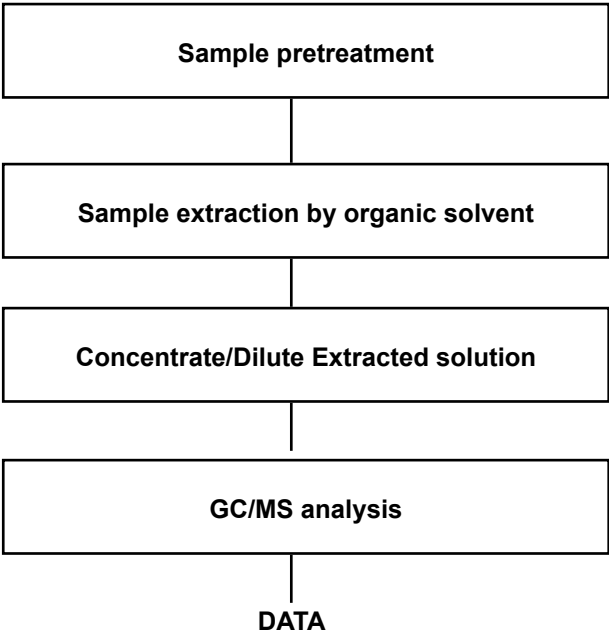 Sample pretreatment
Sample extraction by organic solvent
Concentrate/Dilute Extracted solution
GC/MS analysis
DATA